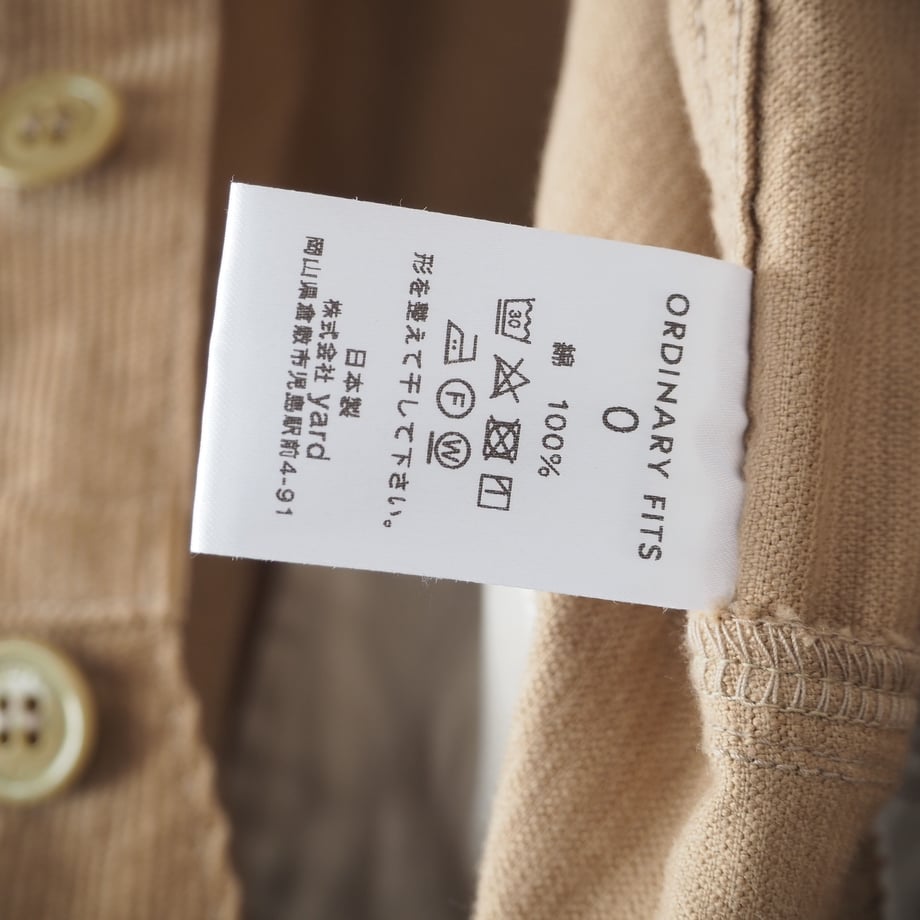 ORDINARY FITS
0
綿 100%
30
F W
形を整えて干して下さい。
日本製
株式会社 yard
岡山県倉敷市児島駅前4-91